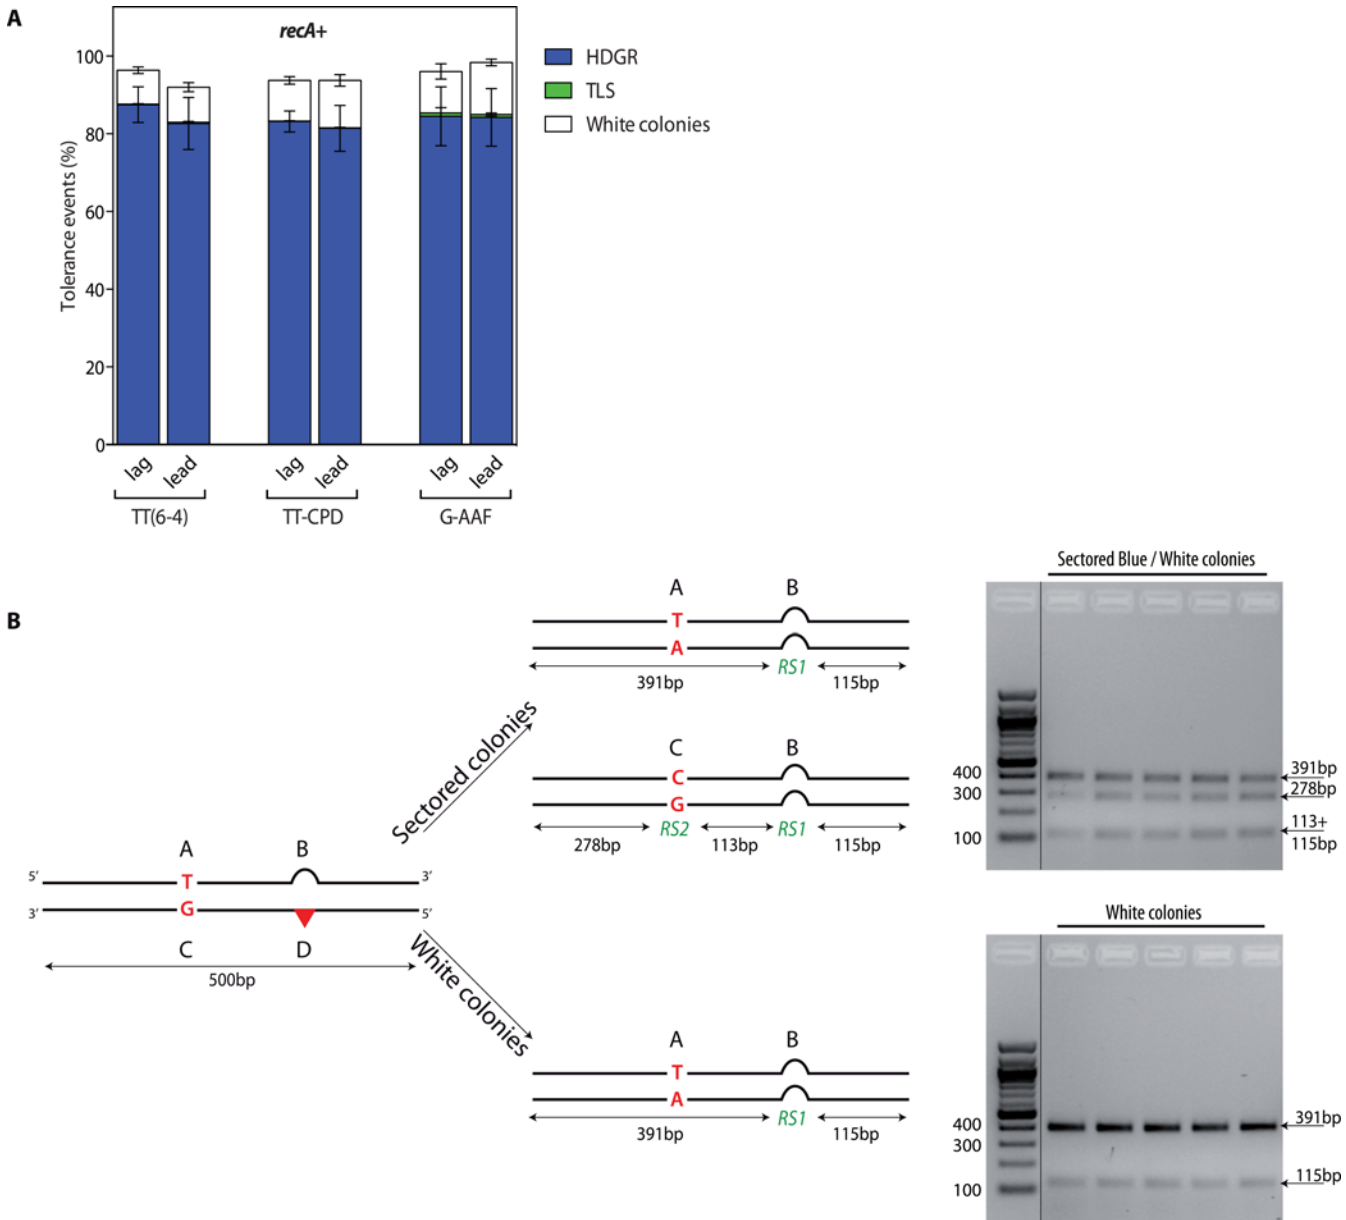 A
recA+
100
80
60
40
20
0
Tolerance events (%)
HDGR
TLS
White colonies
lag lead lag lead lag lead
TT(6-4) TT-CPD G-AAF
B
Sectored colonies
White colonies
A B
5' T 3'
3' G 5'
C D
500bp
A B
T
A
RS1
391bp 115bp
C B
C
G
RS2 RS1
278bp 113bp 115bp
A B
T
A
RS1
391bp 115bp
Sectored Blue / White colonies
400
300
100
391bp
278bp
113+
115bp
White colonies
400
300
100
391bp
115bp